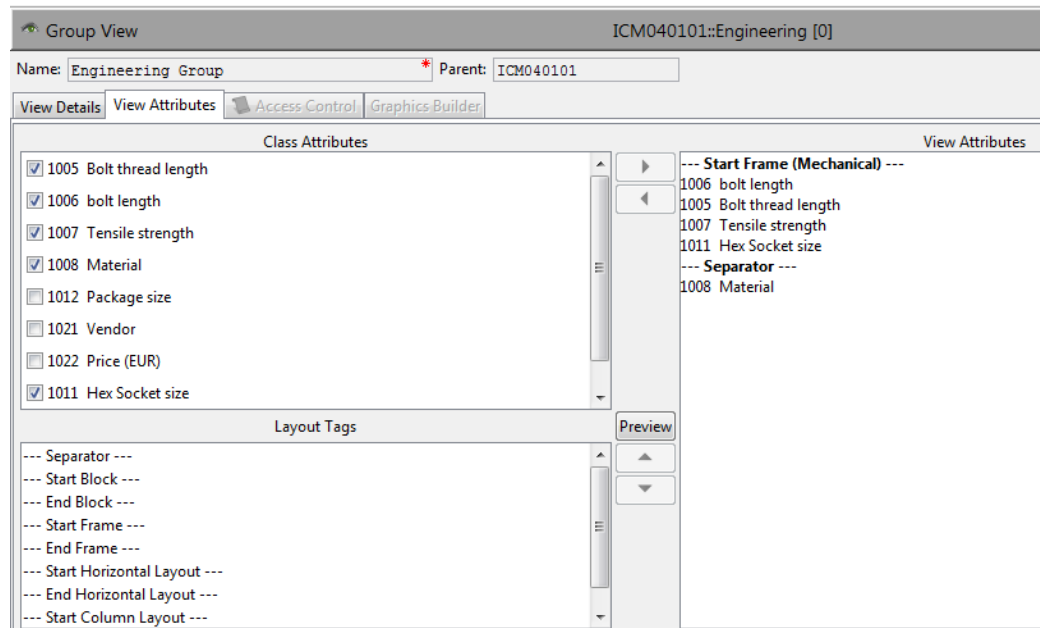 Group View
ICM040101::Engineering [0]
Name: Engineering Group * Parent: ICM040101
View Details View Attributes Access Control Graphics Builder
Class Attributes
1005 Bolt thread length
1006 bolt length
1007 Tensile strength
1008 Material
1012 Package size
1021 Vendor
1022 Price (EUR)
1011 Hex Socket size
Layout Tags
--- Separator ---
--- Start Block ---
--- End Block ---
--- Start Frame ---
--- End Frame ---
--- Start Horizontal Layout ---
--- End Horizontal Layout ---
--- Start Column Layout ---
Preview
View Attributes
--- Start Frame (Mechanical) ---
1006 bolt length
1005 Bolt thread length
1007 Tensile strength
1011 Hex Socket size
--- Separator ---
1008 Material